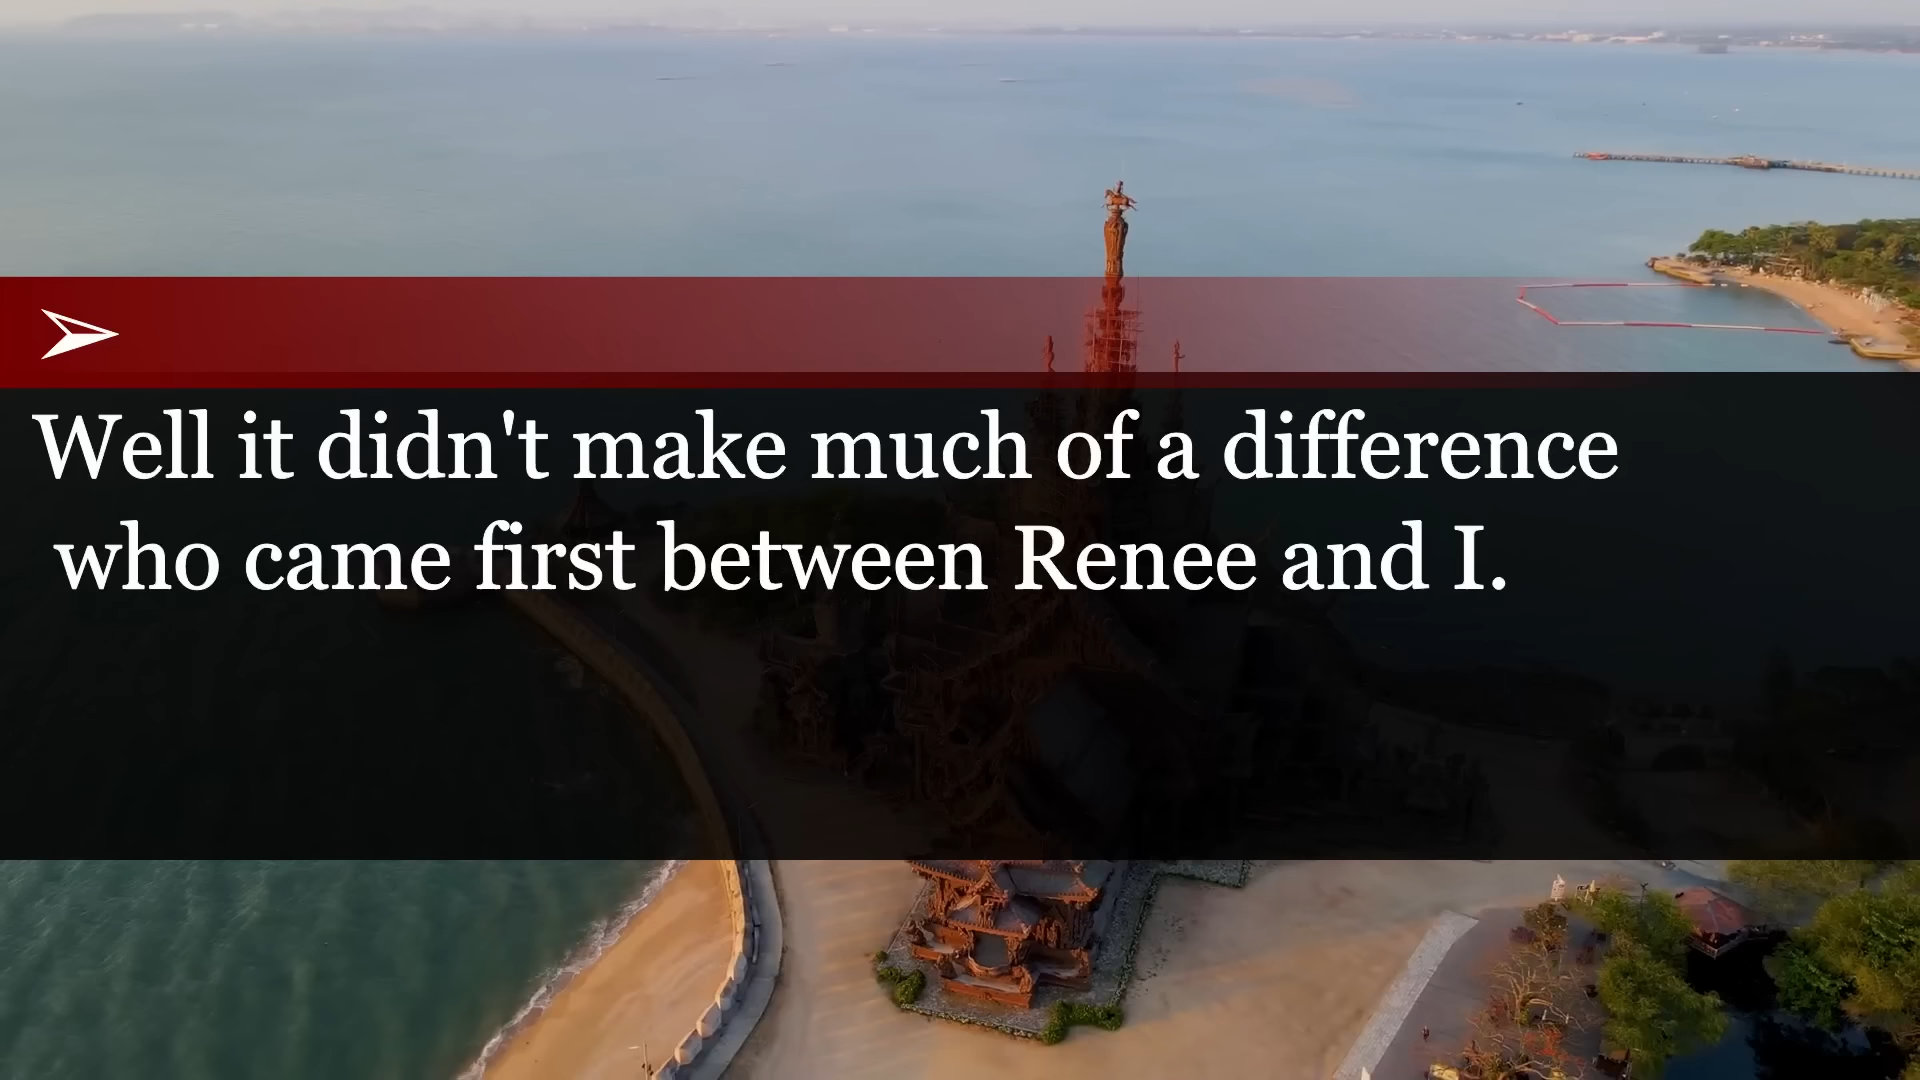 Well it didn't make much of a difference
who came first between Renee and I.